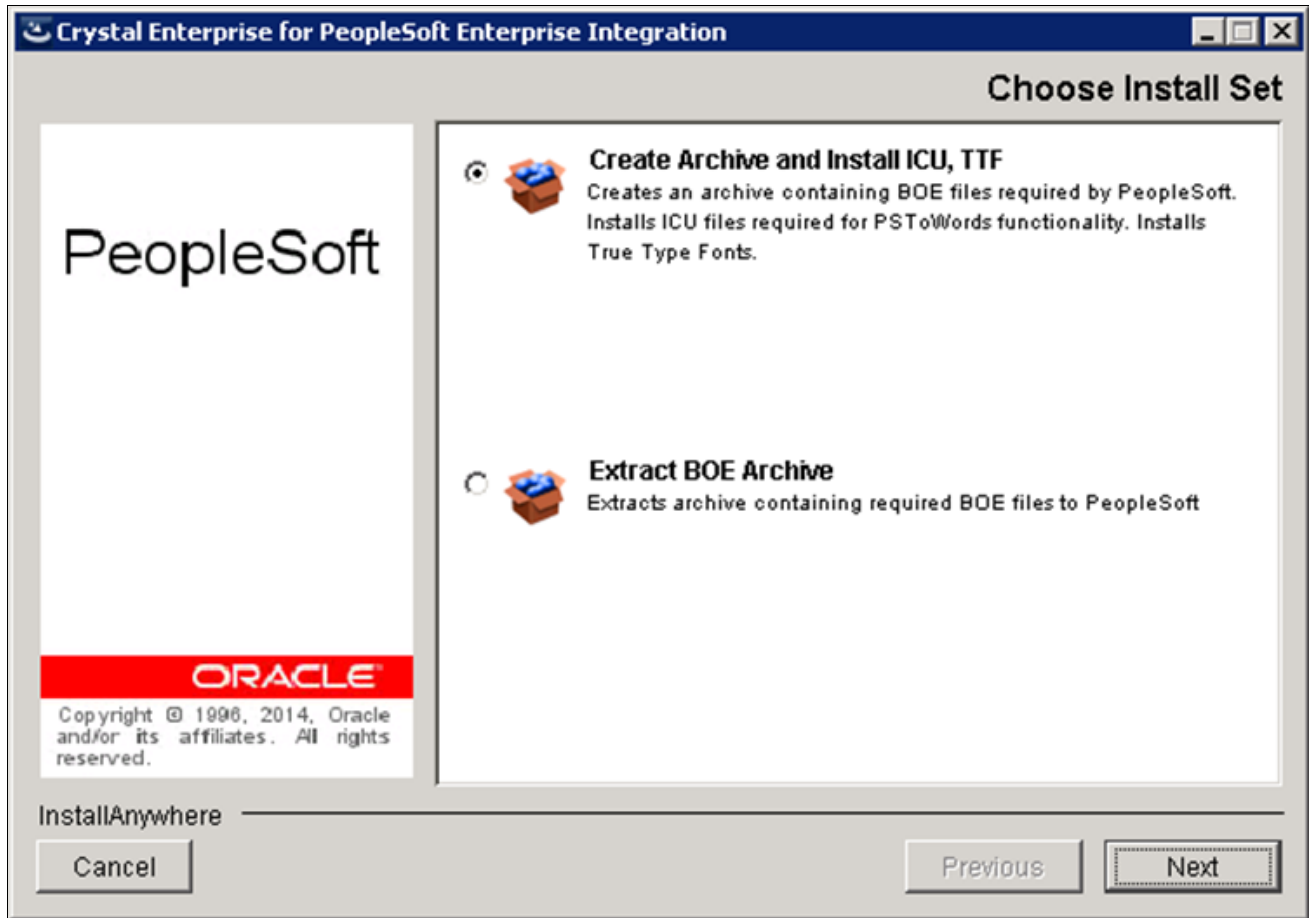 Crystal Enterprise for PeopleSoft Enterprise Integration
Choose Install Set
PeopleSoft
ORACLE
Copyright © 1996, 2014, Oracle
and/or its affiliates. All rights
reserved.
Create Archive and Install ICU, TTF
Creates an archive containing BOE files required by PeopleSoft.
Installs ICU files required for PSToWords functionality. Installs
True Type Fonts.
Extract BOE Archive
Extracts archive containing required BOE files to PeopleSoft
InstallAnywhere
Cancel
Previous
Next